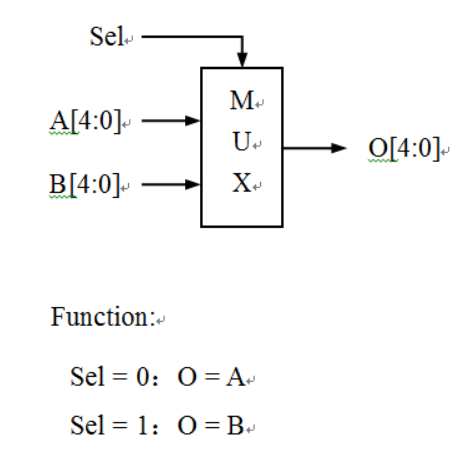 Sel
A[4:0]
B[4:0]
M
U
X
O[4:0]
Function:
Sel = 0：O = A
Sel = 1：O = B